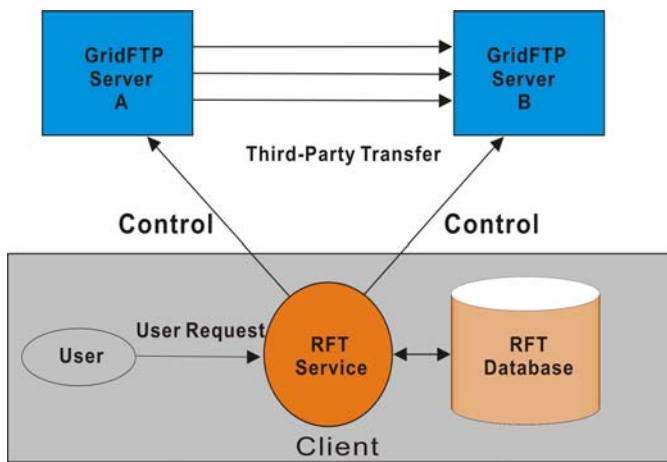 GridFTP
Server
A
GridFTP
Server
B
Third-Party Transfer
Control
Control
User Request
User
RFT
Service
RFT
Database
Client